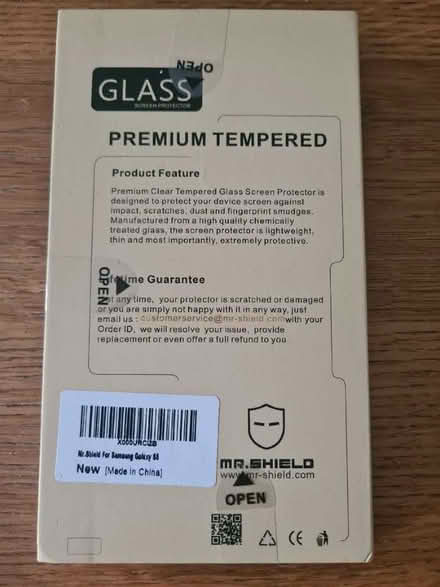 OPEN
GLASS
SCREEN PROTECTOR
PREMIUM TEMPERED
Product Feature
Premium Clear Tempered Glass Screen Protector is
designed to protect your device screen against
impact, scratches, dust and fingerprint smudges.
Manufactured from a high quality chemically
treated glass, the screen protector is lightweight,
thin and most importantly, extremely protective.
OPEN
Lifetime Guarantee
at any time, your protector is scratched or damaged
or you are simply not happy with it in any way, just
email us : customerservice@mr-shield.com with your
Order ID, we will resolve your issue, provide
replacement or even offer a full refund to you
Mr.Shield For Samsung Galaxy S8
New [Made in China]
MR.SHIELD
www.mr-shield.com
OPEN
CE